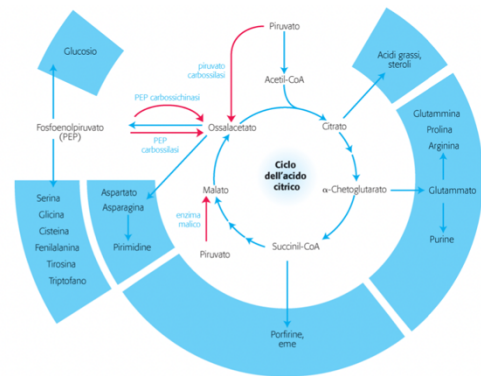 Glucosio
Piruvato
piruvato
carbossilasi
Acetil-CoA
Acidi grassi,
steroli
PEP carbossichinasi
Fosfoenolpiruvato
(PEP)
PEP
carbossilasi
Ossalacetato
Citrato
Glutammina
Prolina
Arginina
Ciclo
dell'acido
citrico
Serina
Glicina
Cisteina
Fenilalanina
Tirosina
Triptofano
Aspartato
Asparagina
Pirimidine
Malato
enzima
malico
Piruvato
α-Chetoglutarato
Glutammato
Purine
Succinil-CoA
Porfirine,
eme